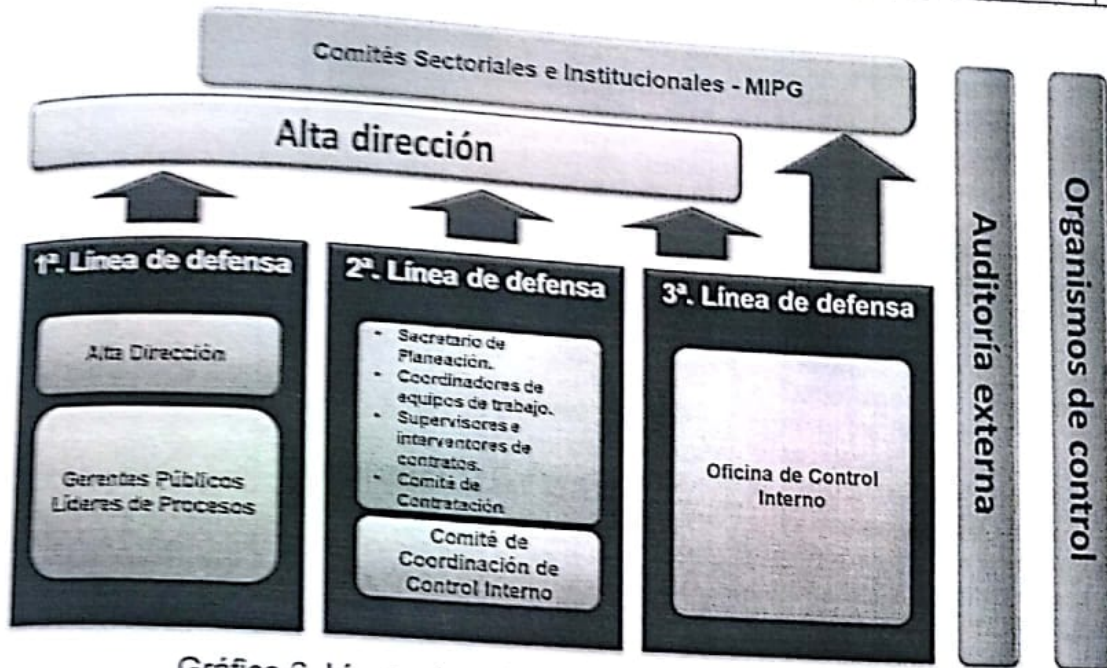 Comités Sectoriales e Institucionales - MIPG
Alta dirección
1ª. Línea de defensa
Alta Dirección
Gerentes Públicos
Líderes de Procesos
2ª. Línea de defensa
• Secretario de
Planeación.
• Coordinadores de
equipos de trabajo.
• Supervisores e
interventores de
contratos.
• Comité de
Contratación
Comité de
Coordinación de
Control Interno
3ª. Línea de defensa
Oficina de Control
Interno
Auditoría externa
Organismos de control